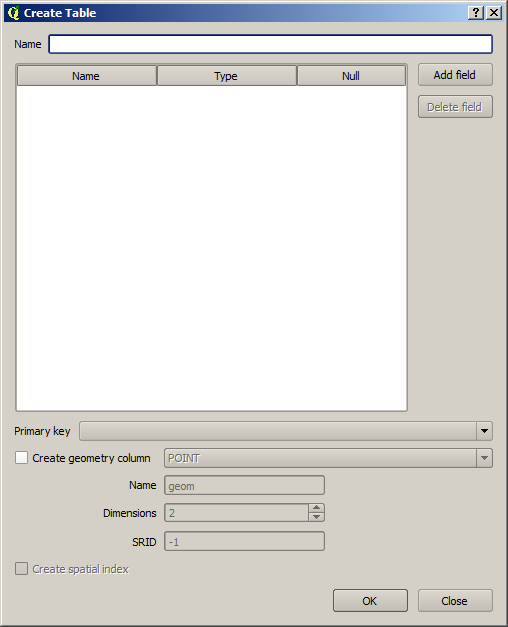 Create Table
Name
Name Type Null
Add field
Delete field
Primary key
Create geometry column POINT
Name geom
Dimensions 2
SRID -1
Create spatial index
OK Close